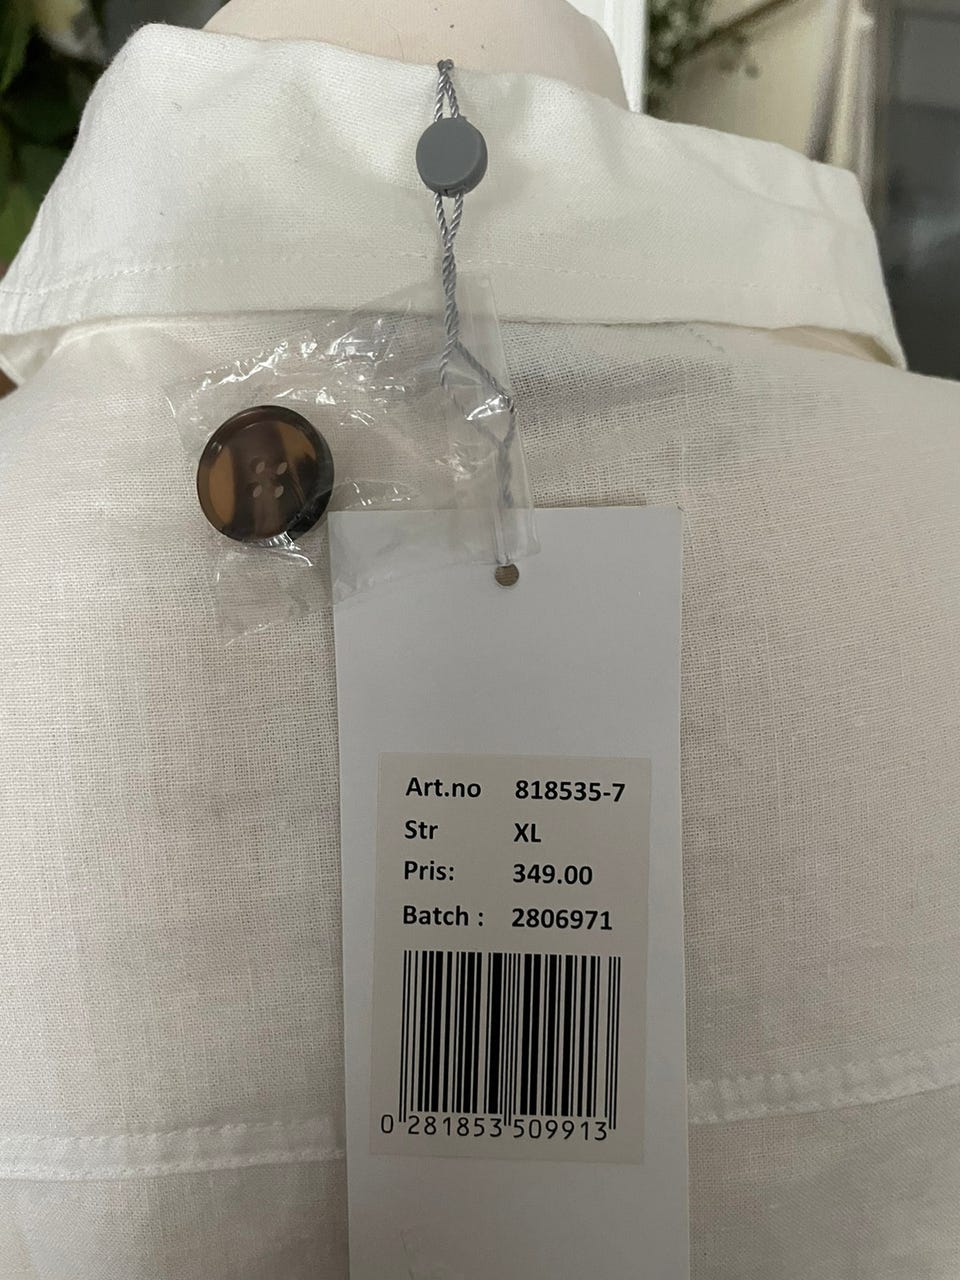 Art.no 818535-7
Str XL
Pris: 349.00
Batch : 2806971
0 281853 509913